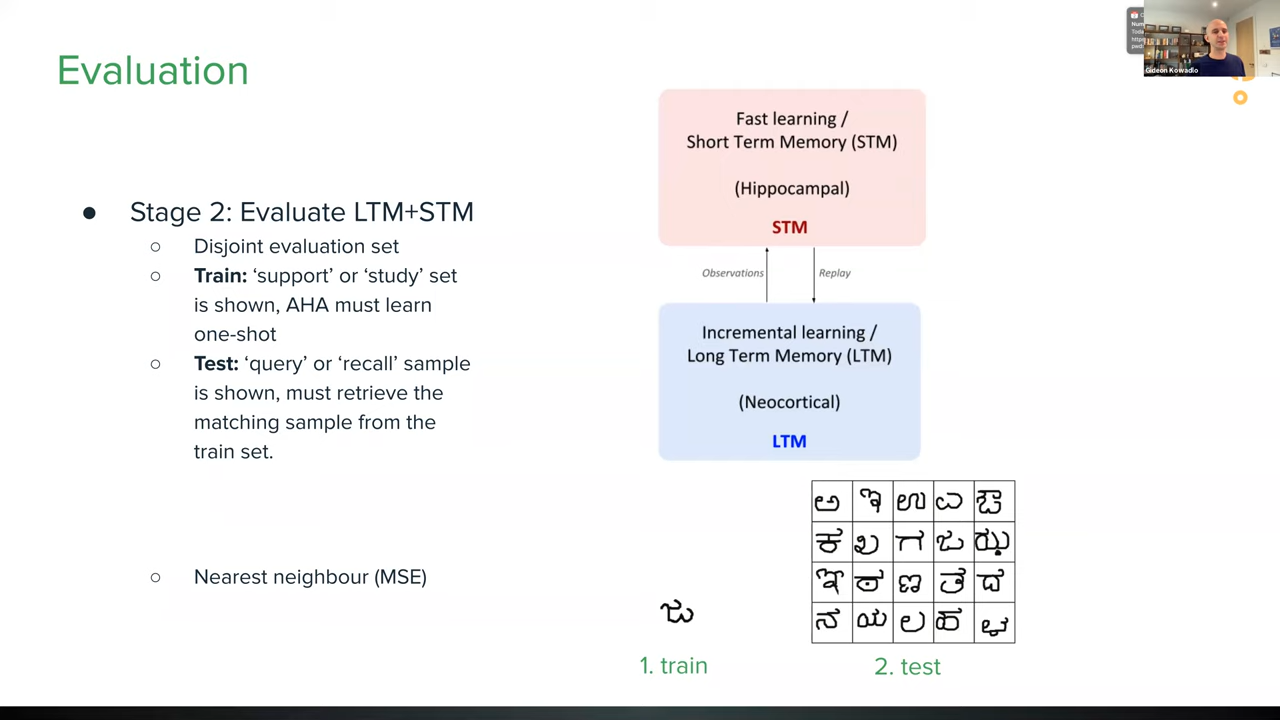 Evaluation
● Stage 2: Evaluate LTM+STM
○ Disjoint evaluation set
○ Train: ‘support’ or ‘study’ set
is shown, AHA must learn
one-shot
○ Test: ‘query’ or ‘recall’ sample
is shown, must retrieve the
matching sample from the
train set.
○ Nearest neighbour (MSE)
Fast learning /
Short Term Memory (STM)
(Hippocampal)
STM
Observations
Replay
Incremental learning /
Long Term Memory (LTM)
(Neocortical)
LTM
ಅ ಇ ಉ ಎ ಔ
ಕ ಖ ಗ ಜ ಝ
ಞ ಠ ಣ ತ ದ
ನ ಯ ಲ ಹ ಳ
ಜ
1. train
2. test
Gideon Kowadlo